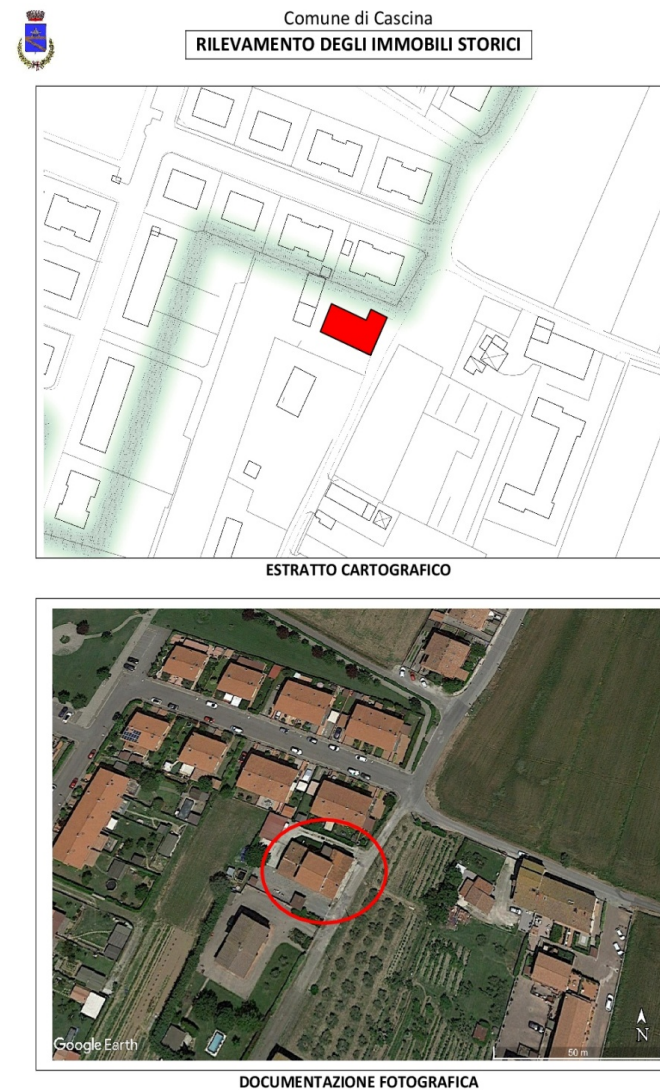 Comune di Cascina
RILEVAMENTO DEGLI IMMOBILI STORICI
ESTRATTO CARTOGRAFICO
Google Earth
N
50 m
DOCUMENTAZIONE FOTOGRAFICA